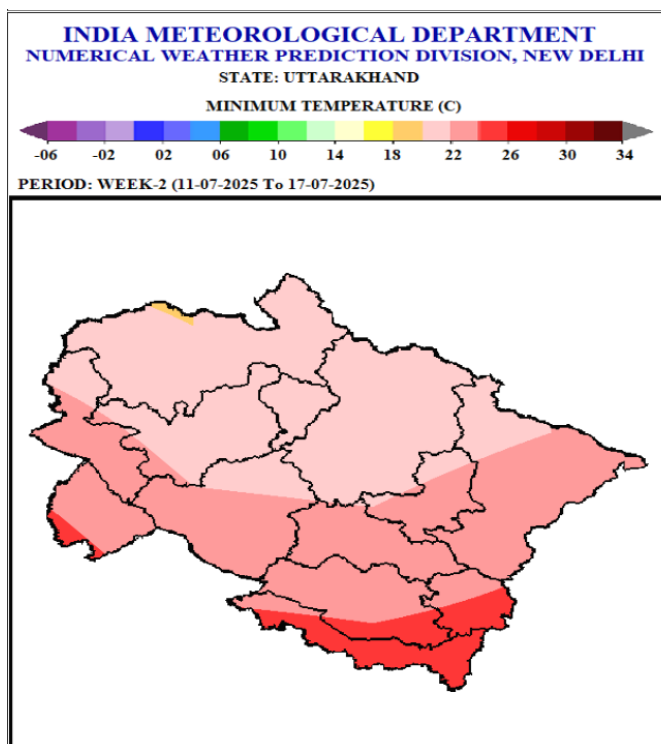 INDIA METEOROLOGICAL DEPARTMENT
NUMERICAL WEATHER PREDICTION DIVISION, NEW DELHI
STATE: UTTARAKHAND
MINIMUM TEMPERATURE (C)
-06 -02 02 06 10 14 18 22 26 30 34
PERIOD: WEEK-2 (11-07-2025 To 17-07-2025)